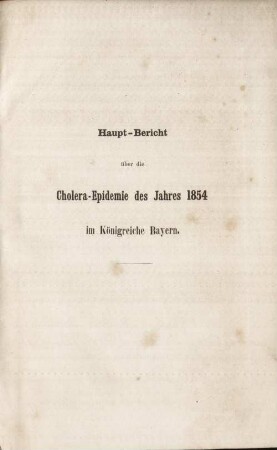 Haupt-Bericht
über die
Cholera-Epidemie des Jahres 1854
im Königreiche Bayern.